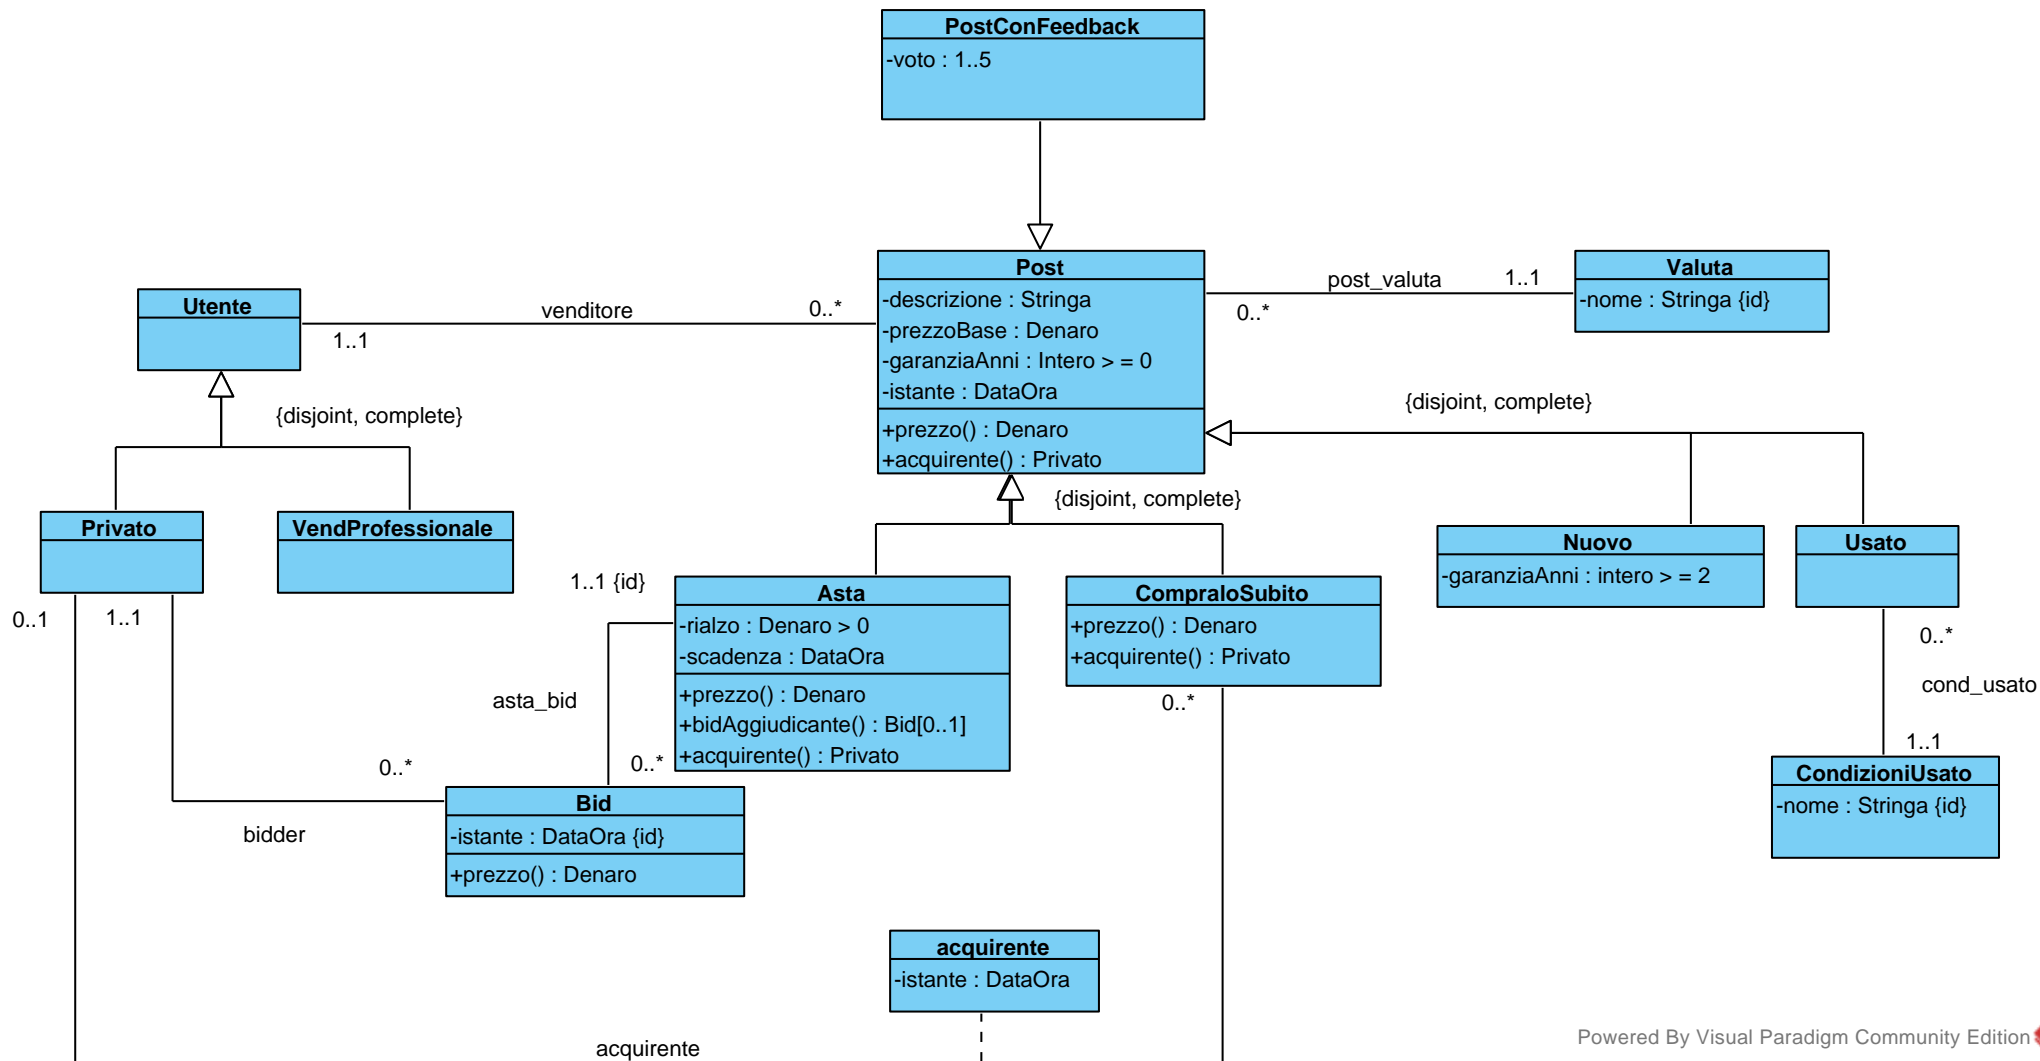 PostConFeedback
-voto : 1..5
Post
-descrizione : Stringa
-prezzoBase : Denaro
-garanziaAnni : Intero > = 0
-istante : DataOra
+prezzo() : Denaro
+acquirente() : Privato
Valuta
-nome : Stringa {id}
post_valuta
1..1
0..*
Utente
venditore
0..*
1..1
{disjoint, complete}
{disjoint, complete}
{disjoint, complete}
Privato
VendProfessionale
Nuovo
-garanziaAnni : intero > = 2
Usato
0..1
1..1
1..1 {id}
Asta
-rialzo : Denaro > 0
-scadenza : DataOra
+prezzo() : Denaro
+bidAggiudicante() : Bid[0..1]
+acquirente() : Privato
CompraloSubito
+prezzo() : Denaro
+acquirente() : Privato
0..*
0..*
cond_usato
1..1
asta_bid
0..*
0..*
CondizioniUsato
-nome : Stringa {id}
Bid
-istante : DataOra {id}
+prezzo() : Denaro
bidder
acquirente
-istante : DataOra
acquirente
Powered By Visual Paradigm Community Edition